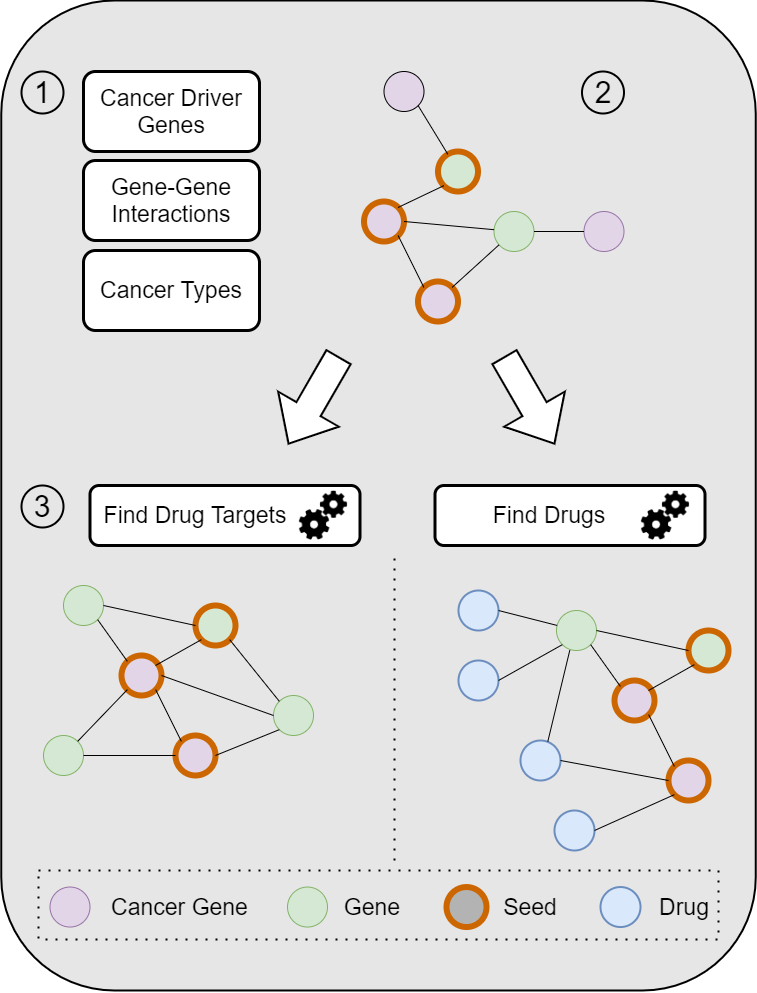 1
Cancer Driver
Genes
Gene-Gene
Interactions
Cancer Types
2
3
Find Drug Targets
Find Drugs
Cancer Gene
Gene
Seed
Drug